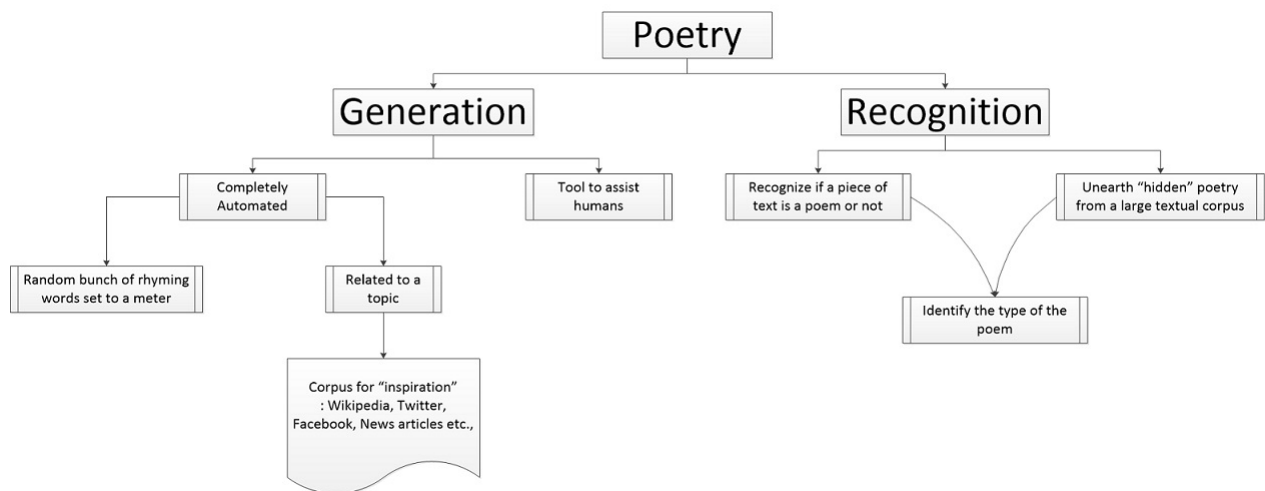 Poetry
Generation
Recognition
Completely
Automated
Tool to assist
humans
Recognize if a piece of
text is a poem or not
Unearth “hidden” poetry
from a large textual corpus
Random bunch of rhyming
words set to a meter
Related to a
topic
Identify the type of the
poem
Corpus for “inspiration”
: Wikipedia, Twitter,
Facebook, News articles etc.,